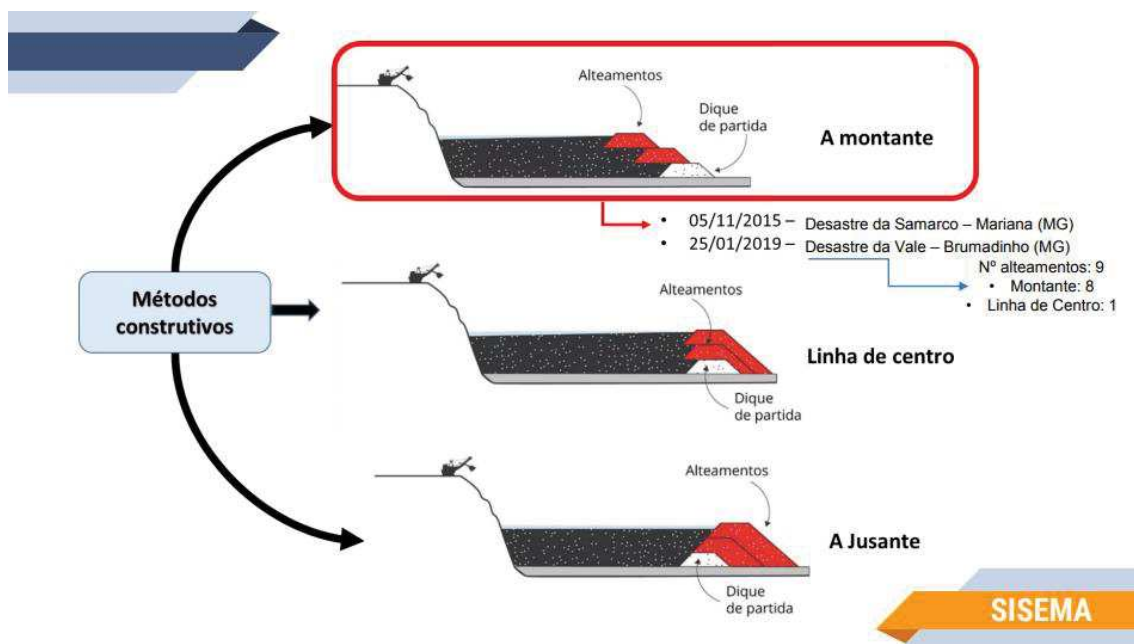 Alteamentos
Dique
de partida
A montante
• 05/11/2015 – Desastre da Samarco – Mariana (MG)
• 25/01/2019 – Desastre da Vale – Brumadinho (MG)
Nº alteamentos: 9
• Montante: 8
• Linha de Centro: 1
Métodos
construtivos
Alteamentos
Linha de centro
Dique
de partida
Alteamentos
A Jusante
Dique
de partida
SISEMA